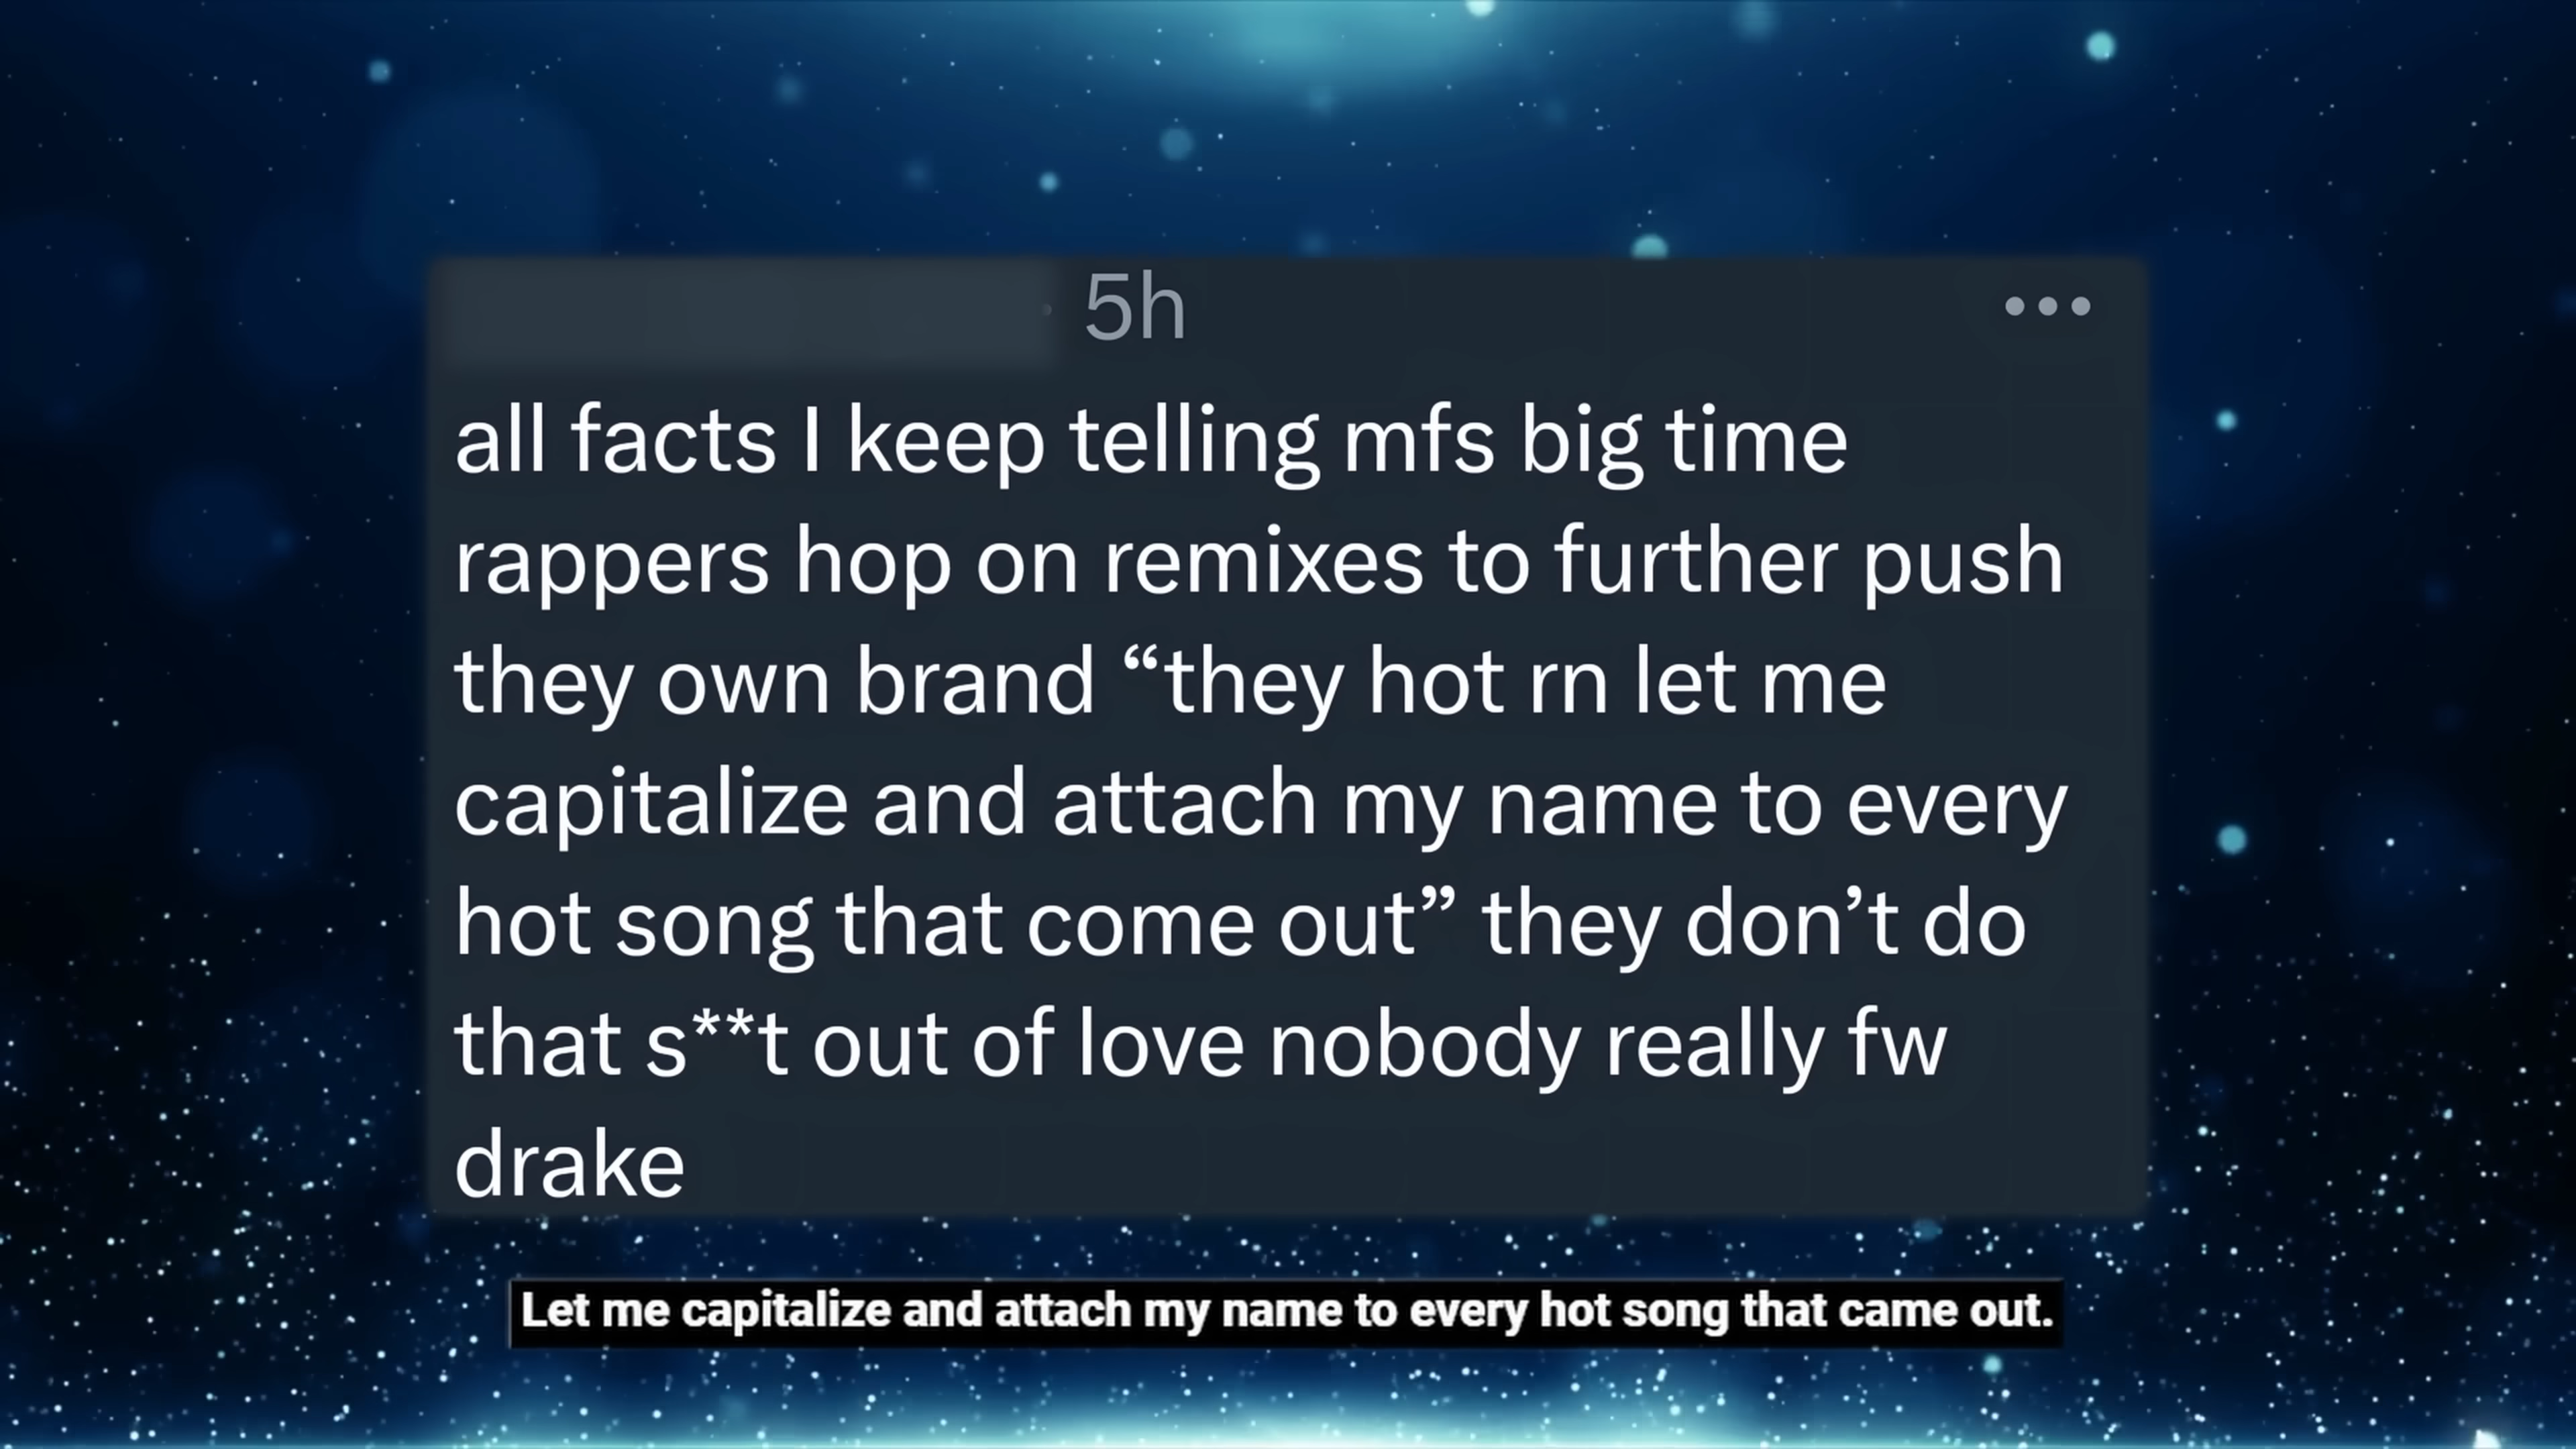 5h
all facts I keep telling mfs big time
rappers hop on remixes to further push
they own brand “they hot rn let me
capitalize and attach my name to every
hot song that come out” they don’t do
that s**t out of love nobody really fw
drake
Let me capitalize and attach my name to every hot song that came out.